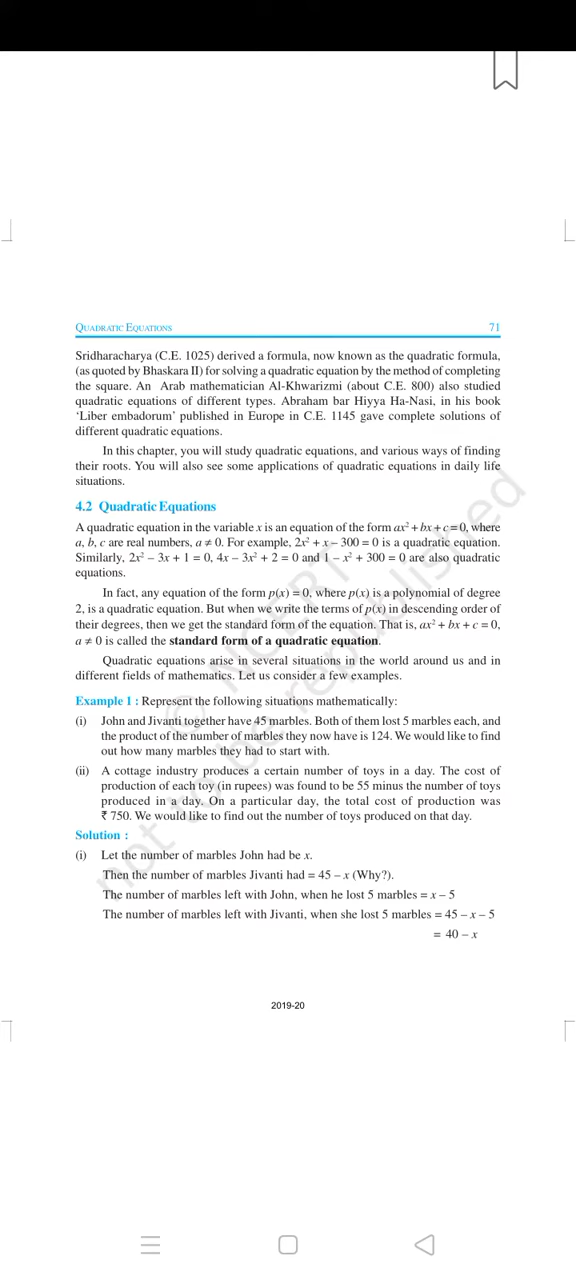 QUADRATIC EQUATIONS 71
Sridharacharya (C.E. 1025) derived a formula, now known as the quadratic formula,
(as quoted by Bhaskara II) for solving a quadratic equation by the method of completing
the square. An Arab mathematician Al-Khwarizmi (about C.E. 800) also studied
quadratic equations of different types. Abraham bar Hiyya Ha-Nasi, in his book
‘Liber embadorum’ published in Europe in C.E. 1145 gave complete solutions of
different quadratic equations.
In this chapter, you will study quadratic equations, and various ways of finding
their roots. You will also see some applications of quadratic equations in daily life
situations.
4.2 Quadratic Equations
A quadratic equation in the variable x is an equation of the form ax² + bx + c = 0, where
a, b, c are real numbers, a ≠ 0. For example, 2x² + x – 300 = 0 is a quadratic equation.
Similarly, 2x² – 3x + 1 = 0, 4x – 3x² + 2 = 0 and 1 – x² + 300 = 0 are also quadratic
equations.
In fact, any equation of the form p(x) = 0, where p(x) is a polynomial of degree
2, is a quadratic equation. But when we write the terms of p(x) in descending order of
their degrees, then we get the standard form of the equation. That is, ax² + bx + c = 0,
a ≠ 0 is called the standard form of a quadratic equation.
Quadratic equations arise in several situations in the world around us and in
different fields of mathematics. Let us consider a few examples.
Example 1 : Represent the following situations mathematically:
(i) John and Jivanti together have 45 marbles. Both of them lost 5 marbles each, and
the product of the number of marbles they now have is 124. We would like to find
out how many marbles they had to start with.
(ii) A cottage industry produces a certain number of toys in a day. The cost of
production of each toy (in rupees) was found to be 55 minus the number of toys
produced in a day. On a particular day, the total cost of production was
₹ 750. We would like to find out the number of toys produced on that day.
Solution :
(i) Let the number of marbles John had be x.
Then the number of marbles Jivanti had = 45 – x (Why?).
The number of marbles left with John, when he lost 5 marbles = x – 5
The number of marbles left with Jivanti, when she lost 5 marbles = 45 – x – 5
= 40 – x
2019-20
© NCERT
not to be republished